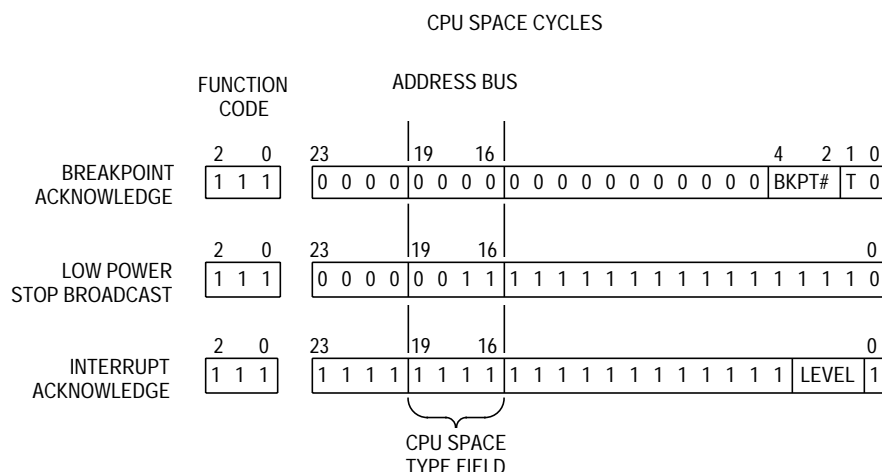 CPU SPACE CYCLES
FUNCTION
CODE
ADDRESS BUS
2 0 23 19 16 4 2 1 0
BREAKPOINT
ACKNOWLEDGE
1 1 1 0 0 0 0 0 0 0 0 0 0 0 0 0 0 0 0 0 0 0 BKPT# T 0
2 0 23 19 16 0
LOW POWER
STOP BROADCAST
1 1 1 0 0 0 0 0 0 1 1 1 1 1 1 1 1 1 1 1 1 1 1 1 1 1 0
2 0 23 19 16 0
INTERRUPT
ACKNOWLEDGE
1 1 1 1 1 1 1 1 1 1 1 1 1 1 1 1 1 1 1 1 1 1 1 LEVEL 1
CPU SPACE
TYPE FIELD